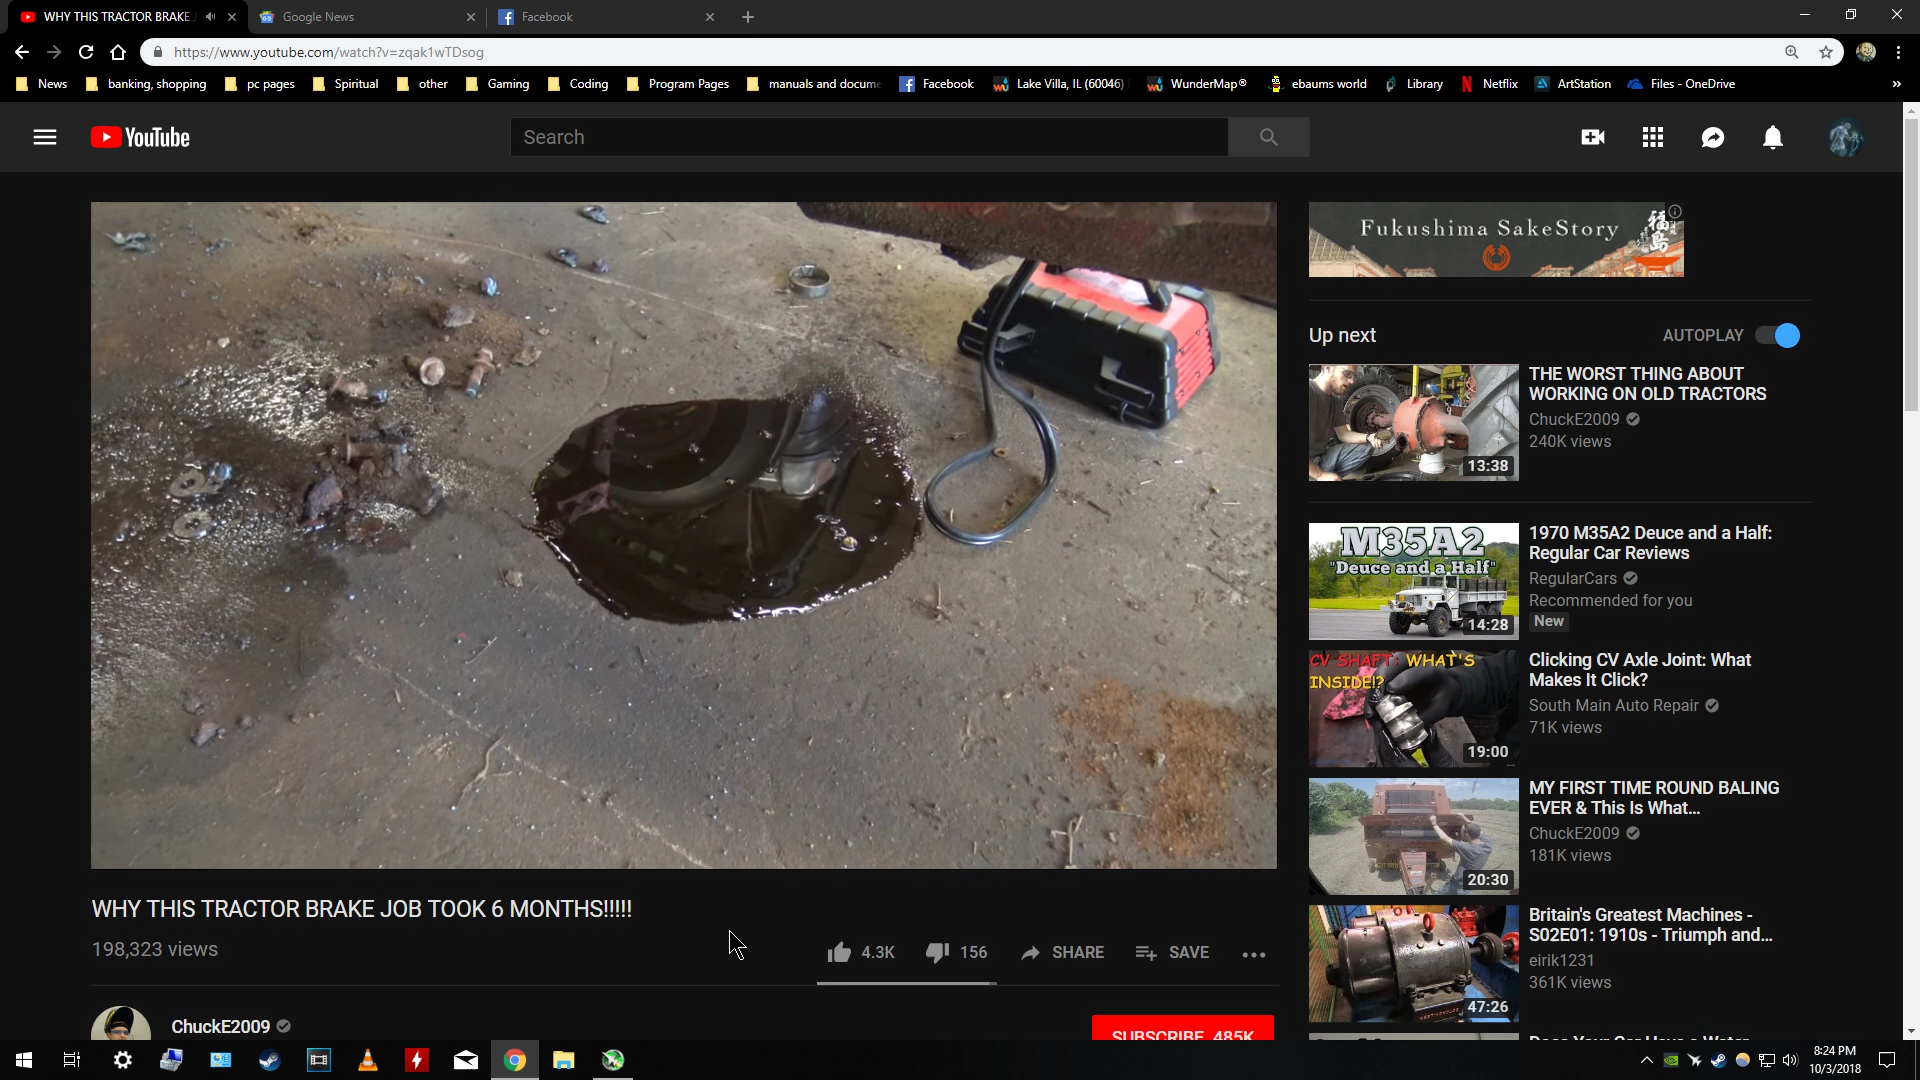 WHY THIS TRACTOR BRAKE
Google News
Facebook
https://www.youtube.com/watch?v=zqak1wTDsog
News
banking, shopping
pc pages
Spiritual
other
Gaming
Coding
Program Pages
manuals and docume
Facebook
Lake Villa, IL (60046)
WunderMap®
ebaums world
Library
Netflix
ArtStation
Files - OneDrive
»
YouTube
Search
Fukushima SakeStory
福島
Up next
AUTOPLAY
THE WORST THING ABOUT
WORKING ON OLD TRACTORS
ChuckE2009
240K views
13:38
M35A2
"Deuce and a Half"
14:28
1970 M35A2 Deuce and a Half:
Regular Car Reviews
RegularCars
Recommended for you
New
CV SHAFT: WHAT'S
INSIDE!?
19:00
Clicking CV Axle Joint: What
Makes It Click?
South Main Auto Repair
71K views
20:30
MY FIRST TIME ROUND BALING
EVER & This Is What...
ChuckE2009
181K views
47:26
Britain's Greatest Machines -
S02E01: 1910s - Triumph and...
eirik1231
361K views
WHY THIS TRACTOR BRAKE JOB TOOK 6 MONTHS!!!!!
198,323 views
4.3K
156
SHARE
SAVE
ChuckE2009
SUBSCRIBE 485K
8:24 PM
10/3/2018